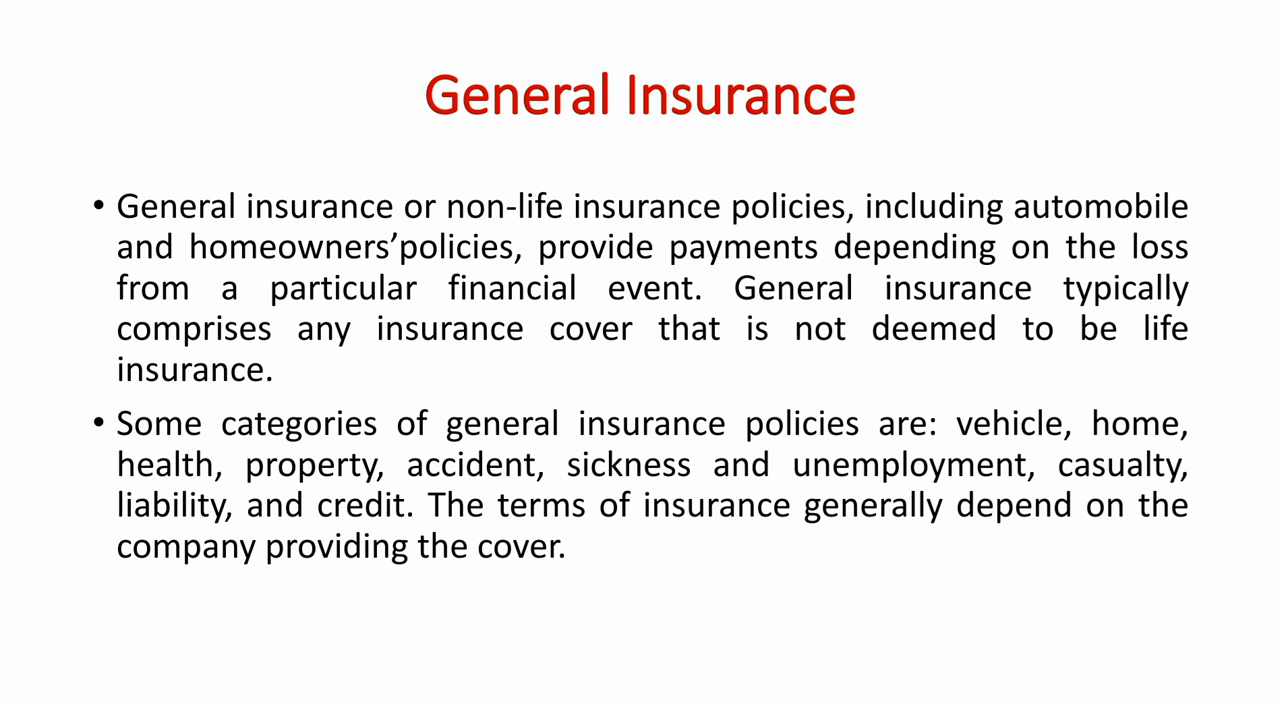 General Insurance
• General insurance or non-life insurance policies, including automobile
and homeowners’policies, provide payments depending on the loss
from a particular financial event. General insurance typically
comprises any insurance cover that is not deemed to be life
insurance.
• Some categories of general insurance policies are: vehicle, home,
health, property, accident, sickness and unemployment, casualty,
liability, and credit. The terms of insurance generally depend on the
company providing the cover.